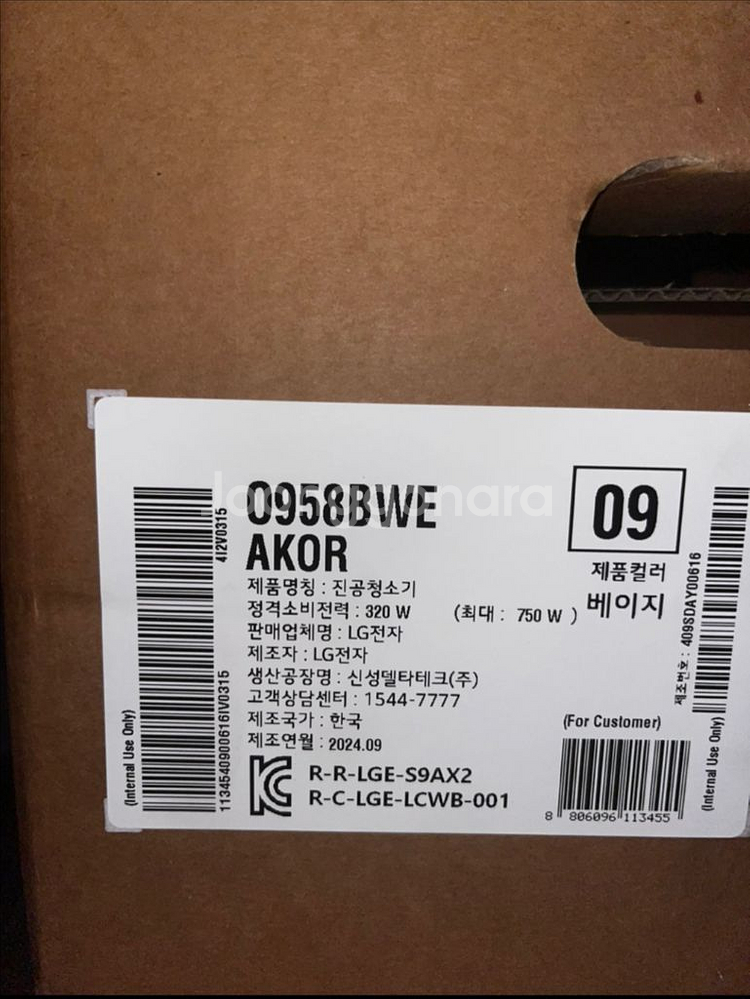 Joonggonara
O958BWE
AKOR
09
제품컬러
베이지
제품명칭 : 진공청소기
정격소비전력 : 320 W (최대 : 750 W )
판매업체명 : LG전자
제조자 : LG전자
생산공장명 : 신성델타테크(주)
고객상담센터 : 1544-7777
제조국가 : 한국
제조연월 : 2024.09
R-R-LGE-S9AX2
R-C-LGE-LCWB-001
(For Customer)
8 806096 113455
(Internal Use Only)
4I2V0315
1134540900616IV0315
제조번호 : 409SDAY00616
(Internal Use Only)